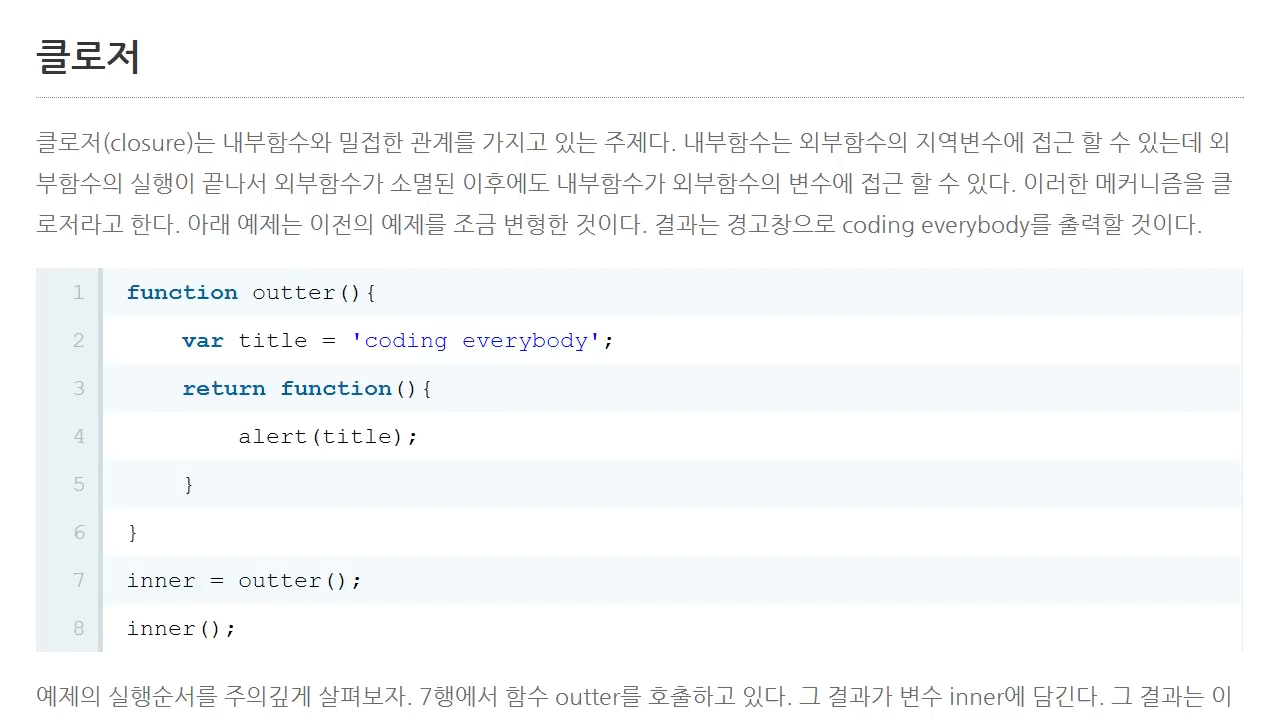 클로저
클로저(closure)는 내부함수와 밀접한 관계를 가지고 있는 주제다. 내부함수는 외부함수의 지역변수에 접근 할 수 있는데 외
부함수의 실행이 끝나서 외부함수가 소멸된 이후에도 내부함수가 외부함수의 변수에 접근 할 수 있다. 이러한 메커니즘을 클
로저라고 한다. 아래 예제는 이전의 예제를 조금 변형한 것이다. 결과는 경고창으로 coding everybody를 출력할 것이다.
1 function outter(){
2     var title = 'coding everybody';
3     return function(){
4         alert(title);
5     }
6 }
7 inner = outter();
8 inner();
예제의 실행순서를 주의깊게 살펴보자. 7행에서 함수 outter를 호출하고 있다. 그 결과가 변수 inner에 담긴다. 그 결과는 이